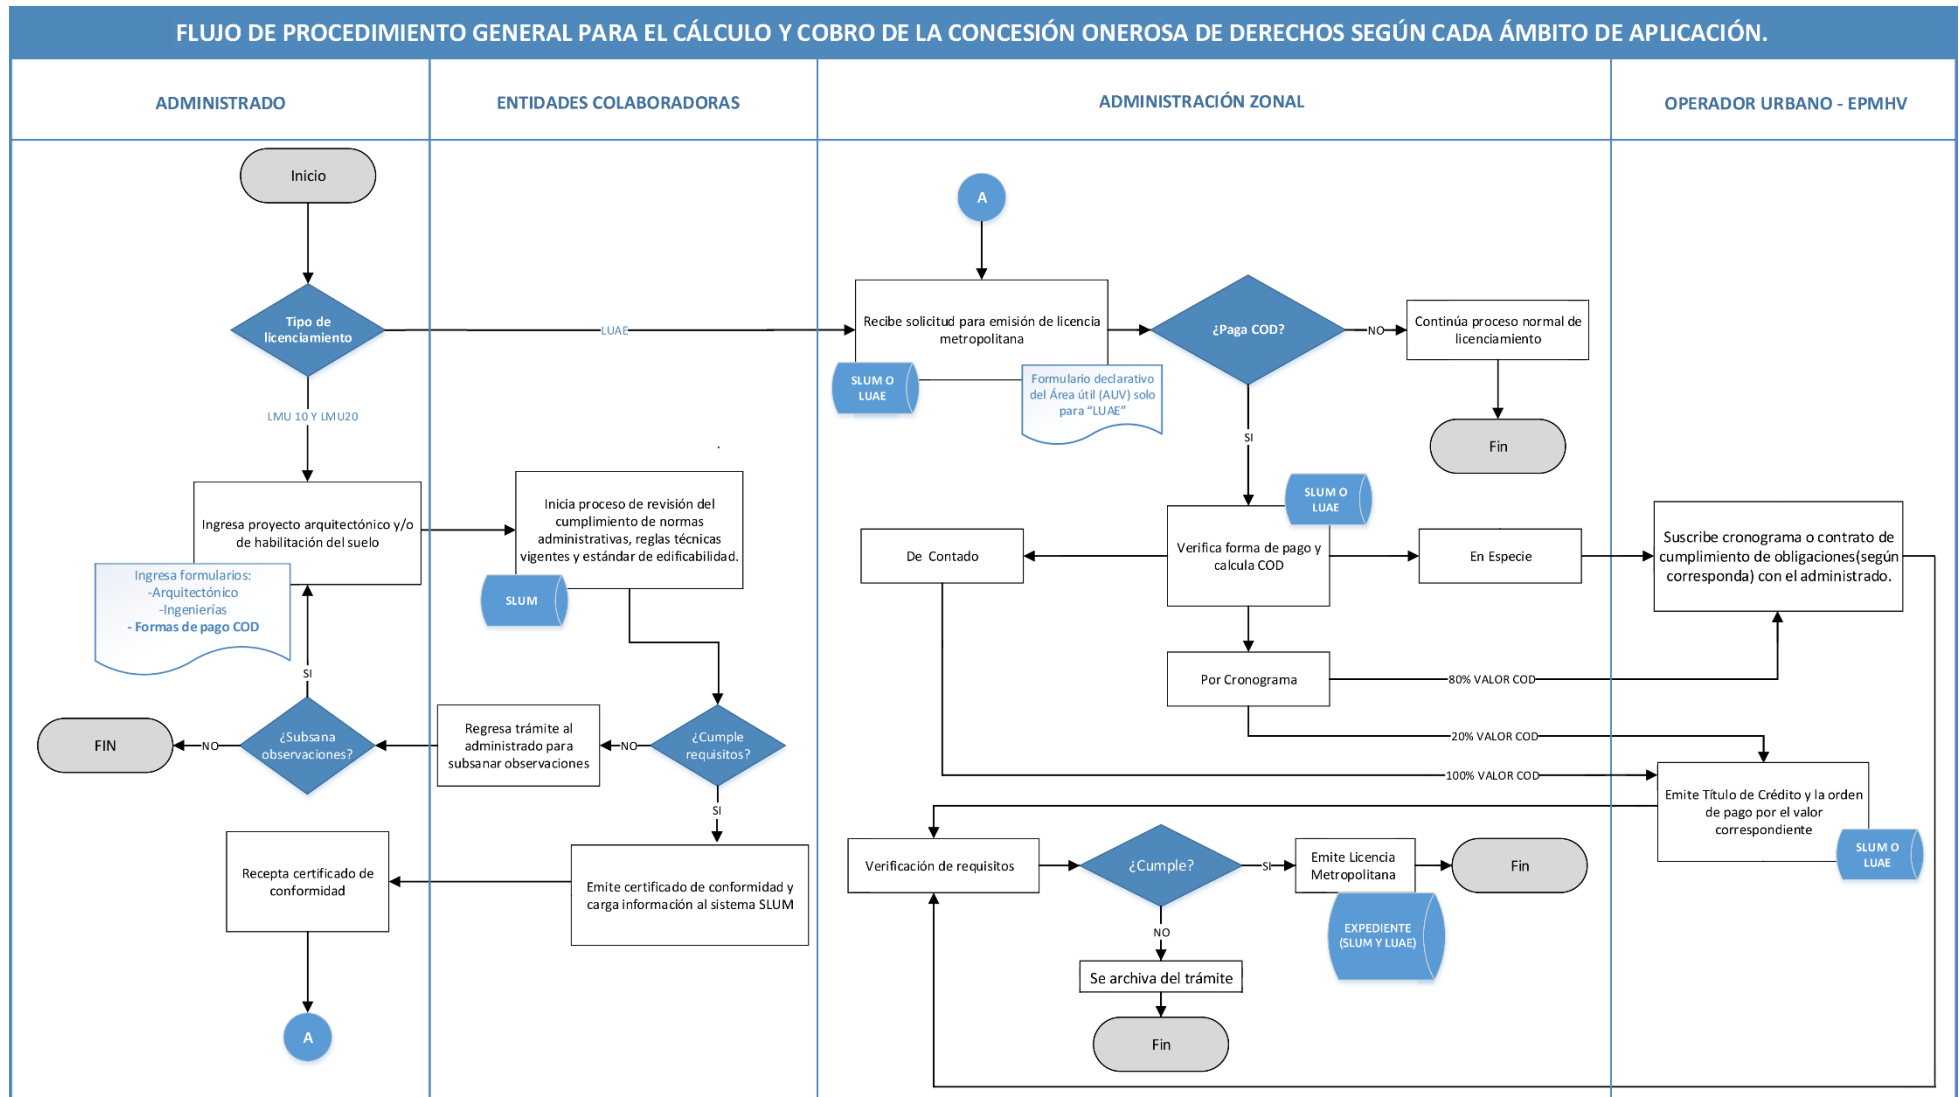 FLUJO DE PROCEDIMIENTO GENERAL PARA EL CÁLCULO Y COBRO DE LA CONCESIÓN ONEROSA DE DERECHOS SEGÚN CADA ÁMBITO DE APLICACIÓN.
ADMINISTRADO
ENTIDADES COLABORADORAS
ADMINISTRACIÓN ZONAL
OPERADOR URBANO - EPMHV
Inicio
Tipo de
licenciamiento
LUAE
LMU 10 Y LMU20
Ingresa proyecto arquitectónico y/o
de habilitación del suelo
Ingresa formularios:
-Arquitectónico
-Ingenierías
- Formas de pago COD
SI
¿Subsana
observaciones?
NO
FIN
Recepta certificado de
conformidad
A
Inicia proceso de revisión del
cumplimiento de normas
administrativas, reglas técnicas
vigentes y estándar de edificabilidad.
SLUM
Regresa trámite al
administrado para
subsanar observaciones
NO
¿Cumple
requisitos?
SI
Emite certificado de conformidad y
carga información al sistema SLUM
A
Recibe solicitud para emisión de licencia
metropolitana
SLUM O
LUAE
Formulario declarativo
del Área útil (AUV) solo
para “LUAE”
¿Paga COD?
NO
Continúa proceso normal de
licenciamiento
Fin
SI
SLUM O
LUAE
Verifica forma de pago y
calcula COD
De Contado
En Especie
Por Cronograma
80% VALOR COD
20% VALOR COD
100% VALOR COD
Suscribe cronograma o contrato de
cumplimiento de obligaciones(según
corresponda) con el administrado.
Emite Título de Crédito y la orden
de pago por el valor
correspondiente
SLUM O
LUAE
Verificación de requisitos
¿Cumple?
SI
Emite Licencia
Metropolitana
Fin
EXPEDIENTE
(SLUM Y LUAE)
NO
Se archiva del trámite
Fin